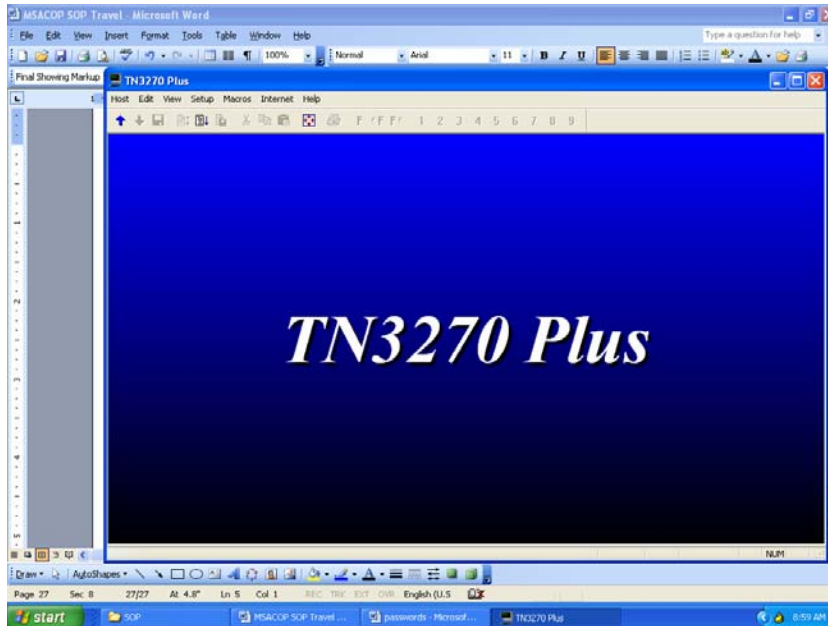 MSACOP SOP Travel - Microsoft Word
File Edit View Insert Format Tools Table Window Help Type a question for help
100% Normal Arial 11 B I U
Final Showing Markup
TN3270 Plus
Host Edit View Setup Macros Internet Help
1 2 3 4 5 6 7 8 9
TN3270 Plus
NUM
Draw AutoShapes
Page 27 Sec 8 27/27 At 4.8" Ln 5 Col 1 REC TRK EXT OVR English (U.S
start SOP MSACOP SOP Travel ... passwords - Microsof... TN3270 Plus 8:59 AM